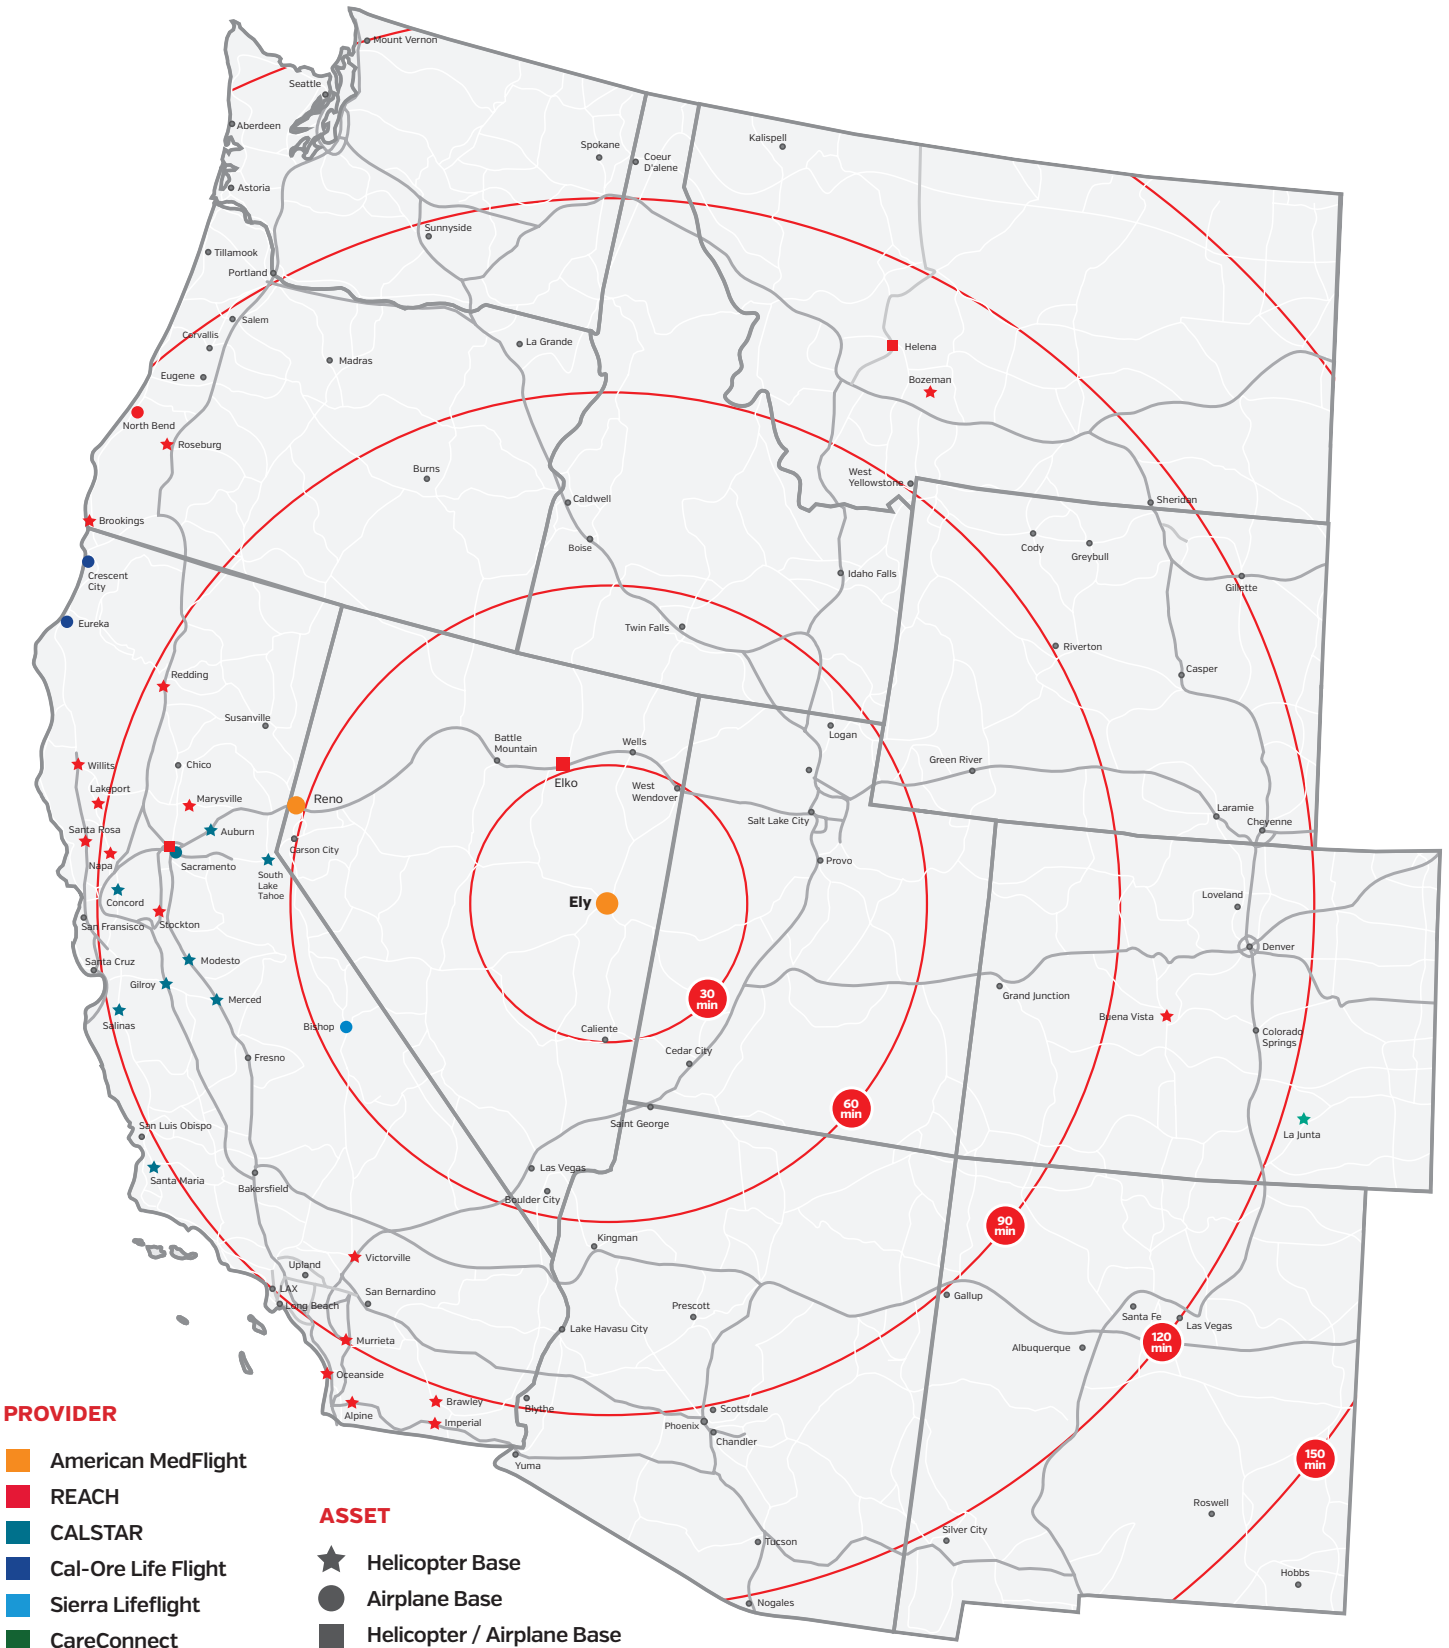 Mount Vernon
Seattle
Aberdeen
Spokane
Coeur
D'alene
Kalispell
Astoria
Sunnyside
Tillamook
Portland
Salem
Corvallis
Eugene
Madras
La Grande
Helena
Bozeman
North Bend
Roseburg
Burns
West
Yellowstone
Caldwell
Sheridan
Brookings
Boise
Cody
Greybull
Crescent
City
Idaho Falls
Gillette
Eureka
Twin Falls
Riverton
Redding
Casper
Susanville
Logan
Battle
Mountain
Wells
Willits
Chico
Green River
Elko
West
Wendover
Lakeport
Marysville
Reno
Laramie
Cheyenne
Salt Lake City
Santa Rosa
Auburn
Carson City
Napa
Sacramento
South
Lake
Tahoe
Provo
Concord
Ely
Loveland
San Fransisco
Stockton
Denver
Santa Cruz
Modesto
Gilroy
Merced
30
min
Grand Junction
Buena Vista
Salinas
Bishop
Caliente
Colorado
Springs
Fresno
Cedar City
60
min
San Luis Obispo
Saint George
La Junta
Santa Maria
Bakersfield
Las Vegas
Boulder City
90
min
Kingman
Victorville
Upland
LAX
San Bernardino
Long Beach
Gallup
Prescott
Santa Fe
Las Vegas
Lake Havasu City
Murrieta
Albuquerque
120
min
Oceanside
Alpine
Brawley
Imperial
Blythe
Scottsdale
Phoenix
Chandler
Yuma
150
min
Roswell
Silver City
Tucson
Hobbs
Nogales
PROVIDER
American MedFlight
REACH
CALSTAR
Cal-Ore Life Flight
Sierra Lifeflight
CareConnect
ASSET
Helicopter Base
Airplane Base
Helicopter / Airplane Base